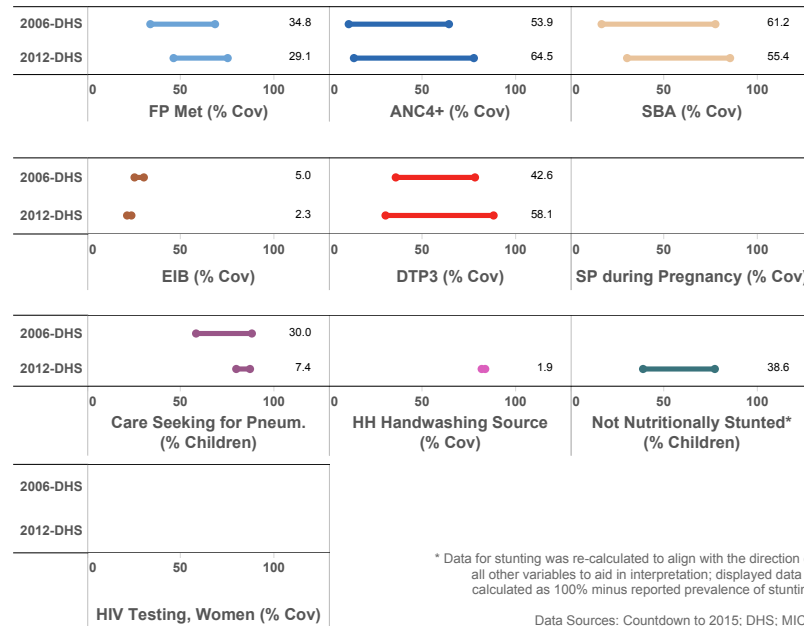 2006-DHS 34.8 53.9 61.2
2012-DHS 29.1 64.5 55.4
0 50 100 0 50 100 0 50 100
FP Met (% Cov) ANC4+ (% Cov) SBA (% Cov)
2006-DHS 5.0 42.6
2012-DHS 2.3 58.1
0 50 100 0 50 100 0 50 100
EIB (% Cov) DTP3 (% Cov) SP during Pregnancy (% Cov)
2006-DHS 30.0
2012-DHS 7.4 1.9 38.6
0 50 100 0 50 100 0 50 100
Care Seeking for Pneum. HH Handwashing Source Not Nutritionally Stunted*
(% Children) (% Cov) (% Children)
2006-DHS
2012-DHS
0 50 100
HIV Testing, Women (% Cov)
* Data for stunting was re-calculated to align with the direction
all other variables to aid in interpretation; displayed data
calculated as 100% minus reported prevalence of
Data Sources: Countdown to 2015; DHS;